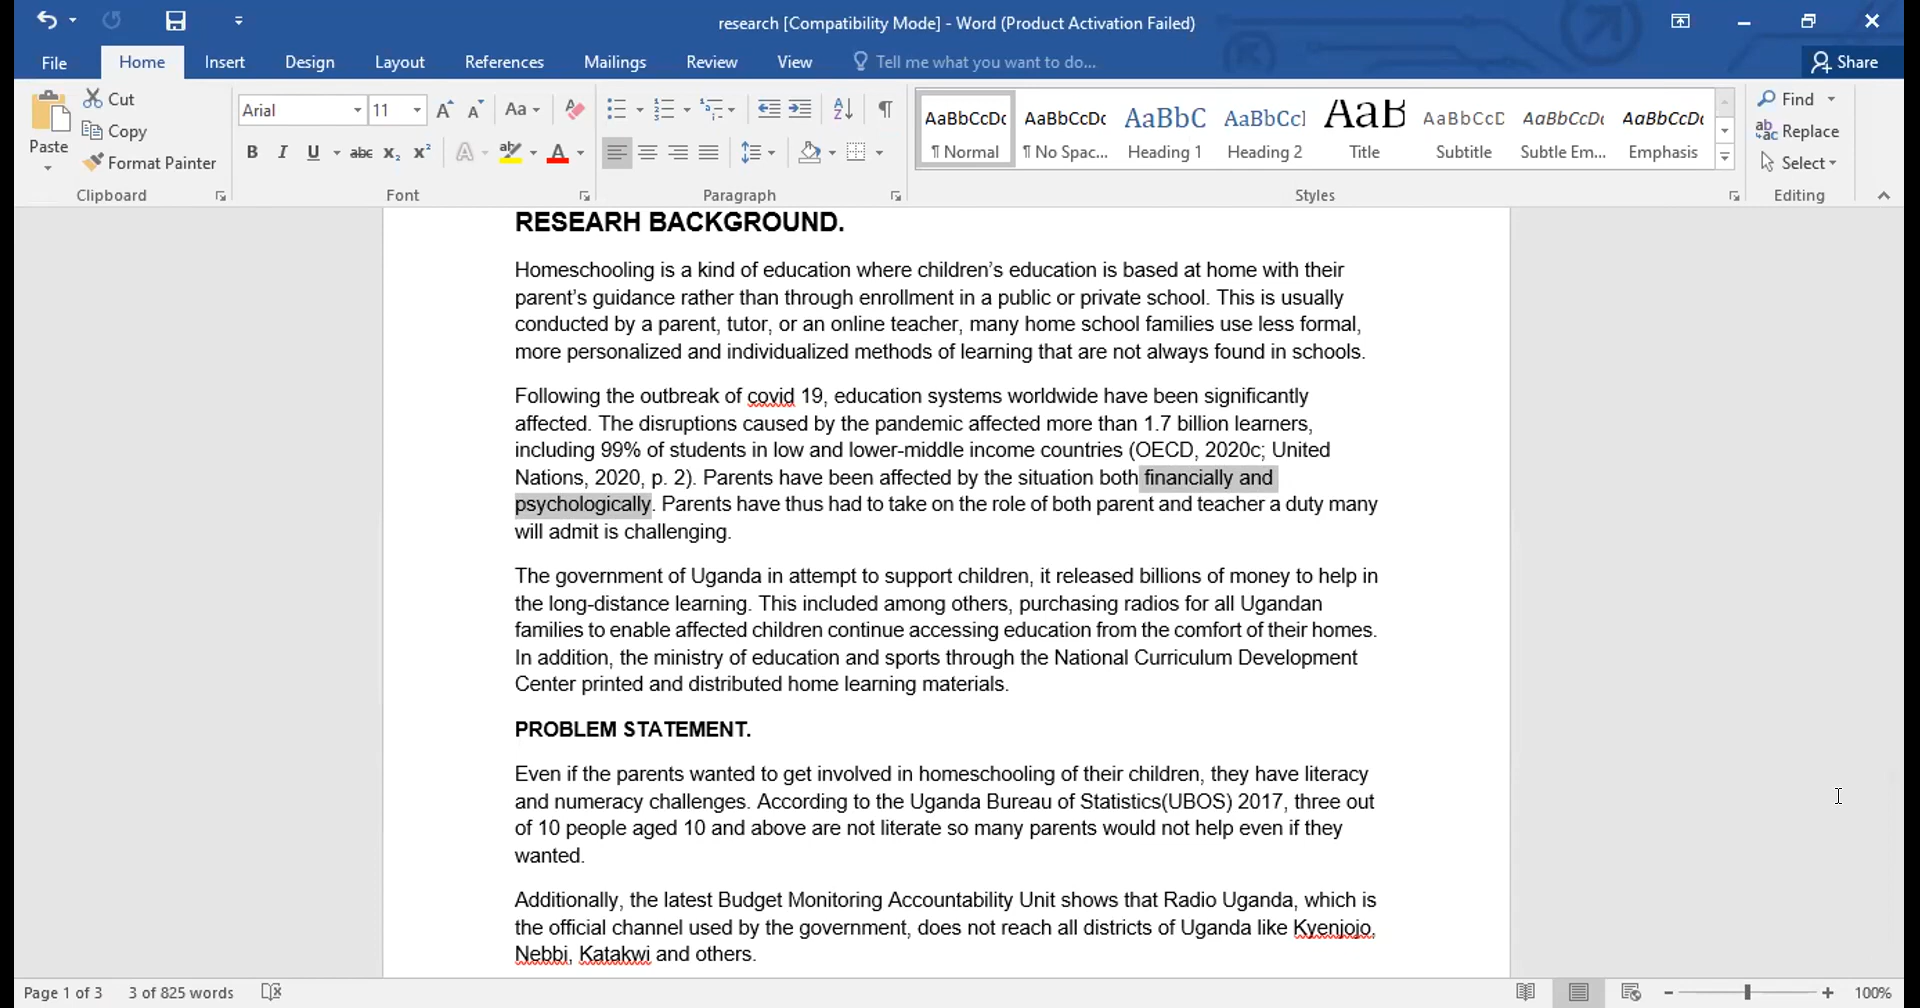 research [Compatibility Mode] - Word (Product Activation Failed)
File Home Insert Design Layout References Mailings Review View Tell me what you want to do... Share
Paste Cut Copy Format Painter
Clipboard
Arial 11 Aa
B I U abc X₂ X² A ab A
Font
Paragraph
AaBbCcDc AaBbCcDc AaBbC AaBbCcI AaB AaBbCcD AaBbCcDc AaBbCcDc
¶ Normal ¶ No Spac... Heading 1 Heading 2 Title Subtitle Subtle Em... Emphasis
Styles
Find
Replace
Select
Editing
RESEARH BACKGROUND.
Homeschooling is a kind of education where children’s education is based at home with their
parent’s guidance rather than through enrollment in a public or private school. This is usually
conducted by a parent, tutor, or an online teacher, many home school families use less formal,
more personalized and individualized methods of learning that are not always found in schools.
Following the outbreak of covid 19, education systems worldwide have been significantly
affected. The disruptions caused by the pandemic affected more than 1.7 billion learners,
including 99% of students in low and lower-middle income countries (OECD, 2020c; United
Nations, 2020, p. 2). Parents have been affected by the situation both financially and
psychologically. Parents have thus had to take on the role of both parent and teacher a duty many
will admit is challenging.
The government of Uganda in attempt to support children, it released billions of money to help in
the long-distance learning. This included among others, purchasing radios for all Ugandan
families to enable affected children continue accessing education from the comfort of their homes.
In addition, the ministry of education and sports through the National Curriculum Development
Center printed and distributed home learning materials.
PROBLEM STATEMENT.
Even if the parents wanted to get involved in homeschooling of their children, they have literacy
and numeracy challenges. According to the Uganda Bureau of Statistics(UBOS) 2017, three out
of 10 people aged 10 and above are not literate so many parents would not help even if they
wanted.
Additionally, the latest Budget Monitoring Accountability Unit shows that Radio Uganda, which is
the official channel used by the government, does not reach all districts of Uganda like Kyenjojo,
Nebbi, Katakwi and others.
Page 1 of 3 3 of 825 words 100%